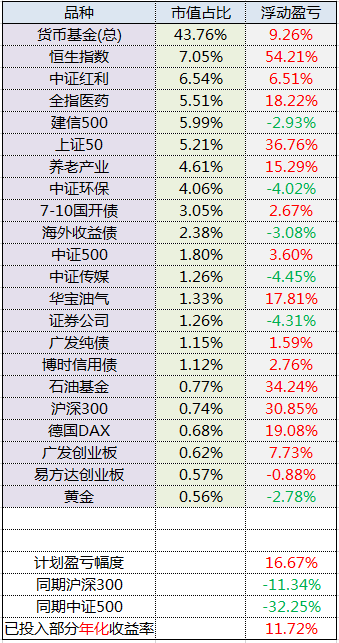 品种 市值占比 浮动盈亏
货币基金(总) 43.76% 9.26%
恒生指数 7.05% 54.21%
中证红利 6.54% 6.51%
全指医药 5.51% 18.22%
建信500 5.99% -2.93%
上证50 5.21% 36.76%
养老产业 4.61% 15.29%
中证环保 4.06% -4.02%
7-10国开债 3.05% 2.67%
海外收益债 2.38% -3.08%
中证500 1.80% 3.60%
中证传媒 1.26% -4.45%
华宝油气 1.33% 17.81%
证券公司 1.26% -4.31%
广发纯债 1.15% 1.59%
博时信用债 1.12% 2.76%
石油基金 0.77% 34.24%
沪深300 0.74% 30.85%
德国DAX 0.68% 19.08%
广发创业板 0.62% 7.73%
易方达创业板 0.57% -0.88%
黄金 0.56% -2.78%
计划盈亏幅度 16.67%
同期沪深300 -11.34%
同期中证500 -32.25%
已投入部分年化收益率 11.72%